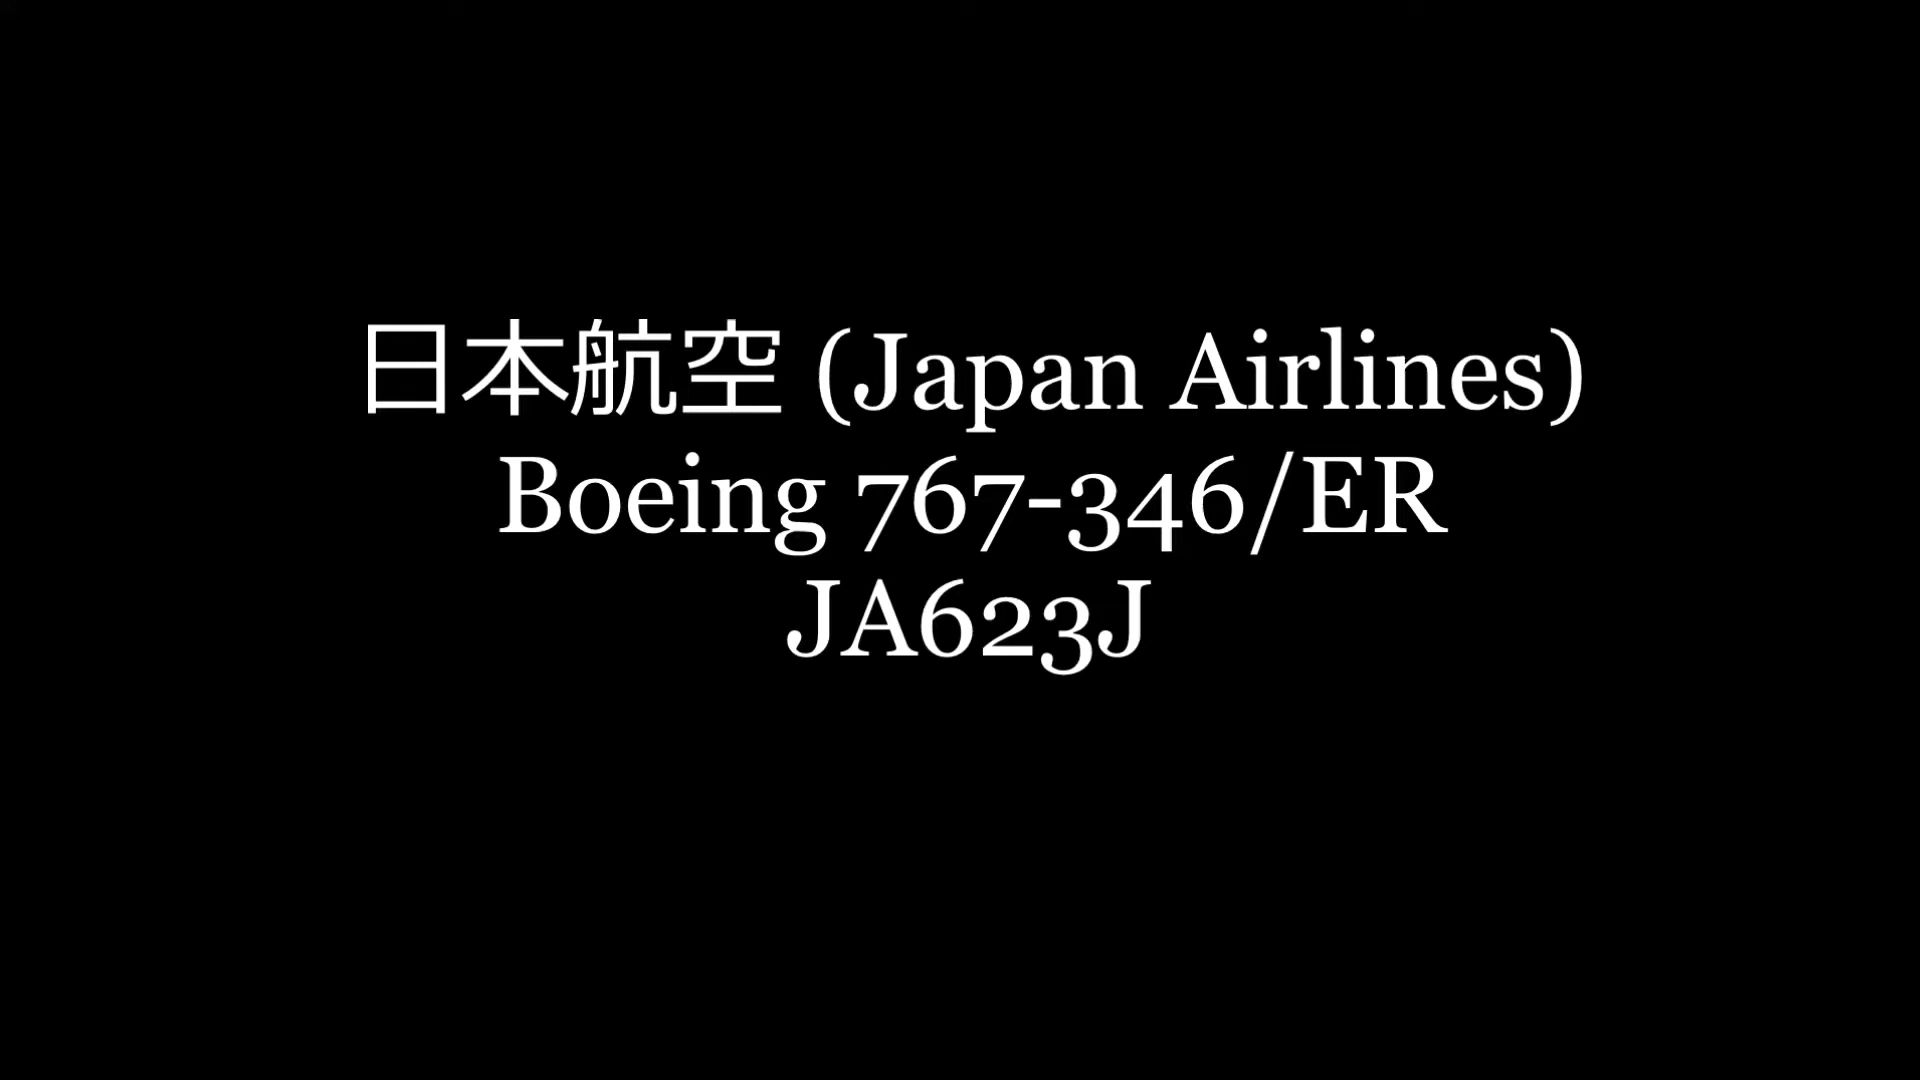 日本航空 (Japan Airlines)
Boeing 767-346/ER
JA623J